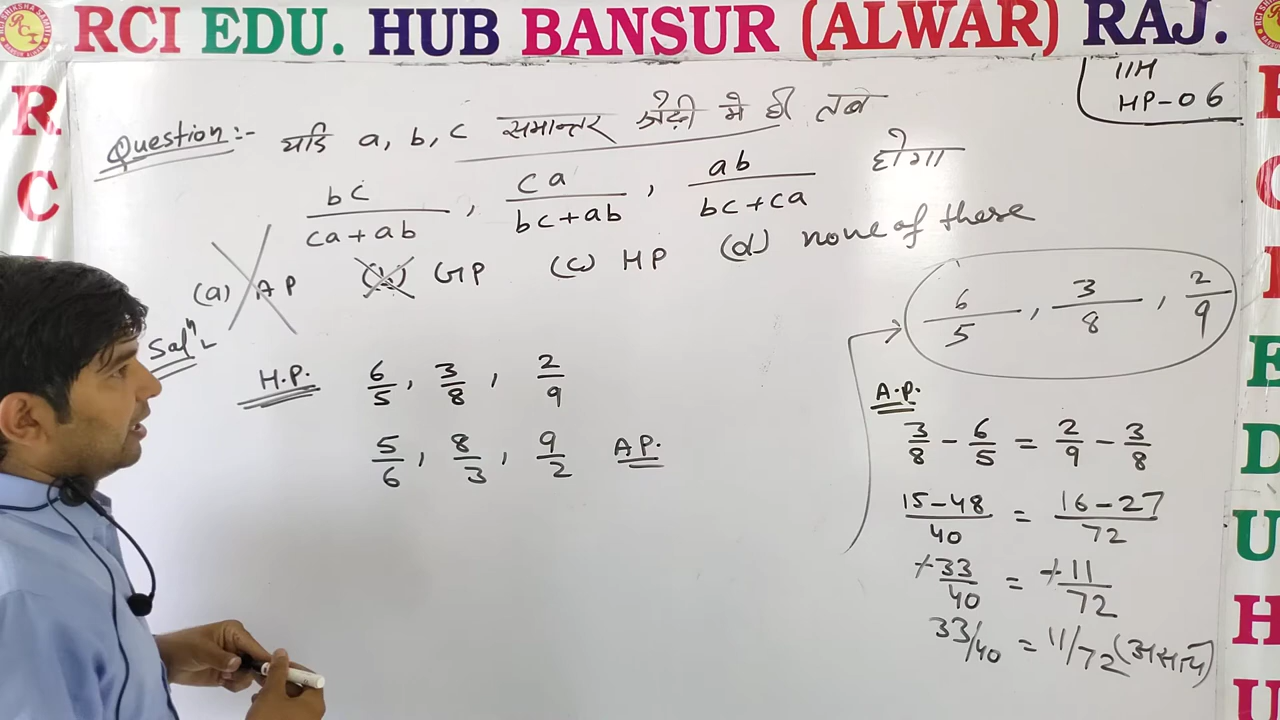 RCI EDU. HUB BANSUR (ALWAR) RAJ.
11H
HP-06
Question:- यदि a, b, c समान्तर श्रेढ़ी मे हो तब
bc/(ca+ab) , ca/(bc+ab) , ab/(bc+ca) होगा
(a) AP (b) GP (c) HP (d) none of these
Solⁿ-
6/5 , 3/8 , 2/9
H.P. 6/5 , 3/8 , 2/9
5/6 , 8/3 , 9/2 A.P.
A.P.
3/8 - 6/5 = 2/9 - 3/8
(15-48)/40 = (16-27)/72
-33/40 = -11/72
33/40 = 11/72 (असत्य)
R
C
E
D
U
H
U